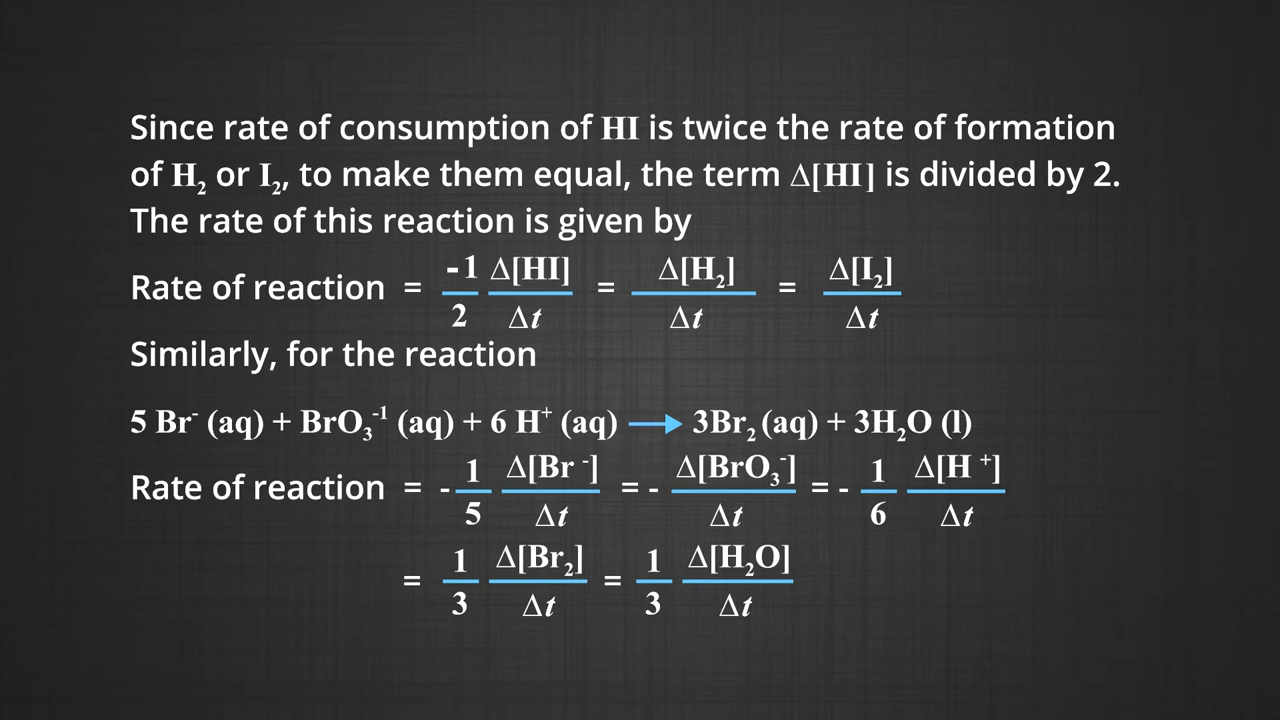 Since rate of consumption of HI is twice the rate of formation
of H₂ or I₂, to make them equal, the term Δ[HI] is divided by 2.
The rate of this reaction is given by
Rate of reaction = -1/2 Δ[HI]/Δt = Δ[H₂]/Δt = Δ[I₂]/Δt
Similarly, for the reaction
5 Br⁻ (aq) + BrO₃⁻¹ (aq) + 6 H⁺ (aq) → 3Br₂ (aq) + 3H₂O (l)
Rate of reaction = - 1/5 Δ[Br ⁻]/Δt = - Δ[BrO₃⁻]/Δt = - 1/6 Δ[H ⁺]/Δt
= 1/3 Δ[Br₂]/Δt = 1/3 Δ[H₂O]/Δt